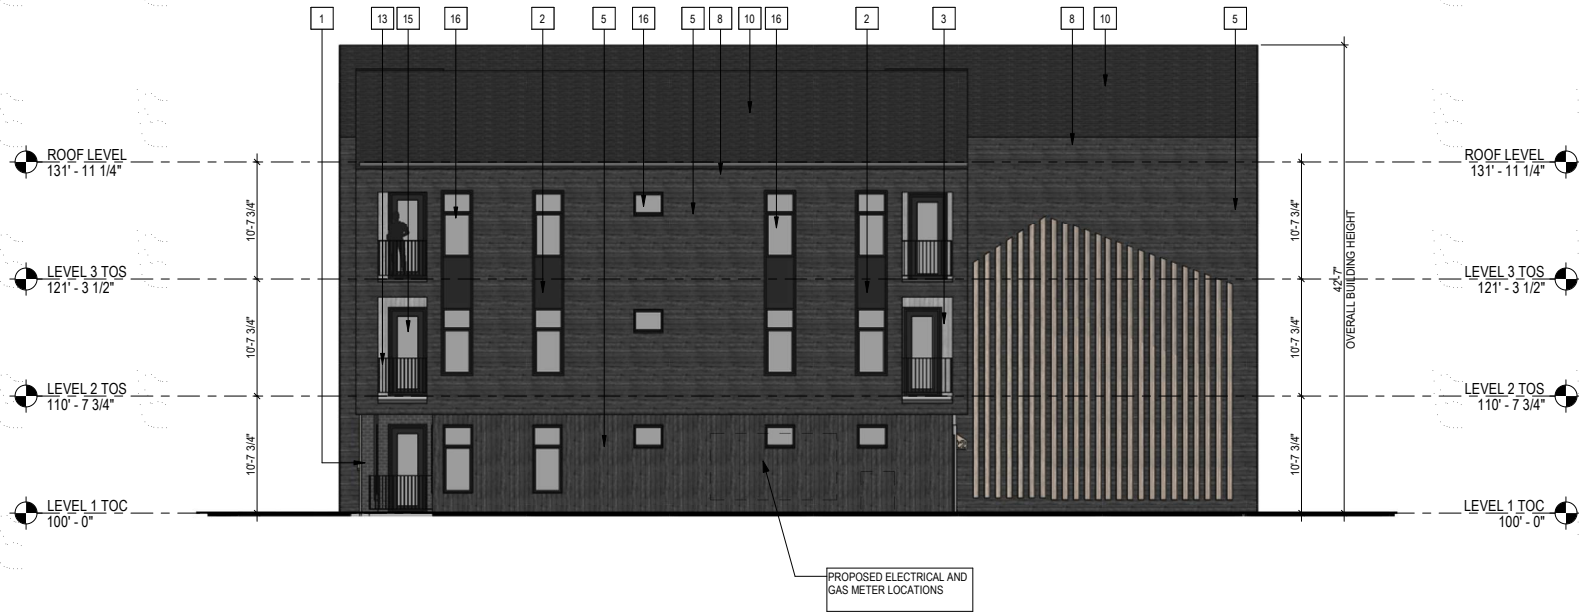 1 13 15 16 2 5 16 5 8 10 16 2 3 8 10 5
ROOF LEVEL
131' - 11 1/4"
LEVEL 3 TOS
121' - 3 1/2"
LEVEL 2 TOS
110' - 7 3/4"
LEVEL 1 TOC
100' - 0"
10'-7 3/4"
10'-7 3/4"
10'-7 3/4"
10'-7 3/4"
10'-7 3/4"
10'-7 3/4"
42'-7"
OVERALL BUILDING HEIGHT
ROOF LEVEL
131' - 11 1/4"
LEVEL 3 TOS
121' - 3 1/2"
LEVEL 2 TOS
110' - 7 3/4"
LEVEL 1 TOC
100' - 0"
PROPOSED ELECTRICAL AND
GAS METER LOCATIONS